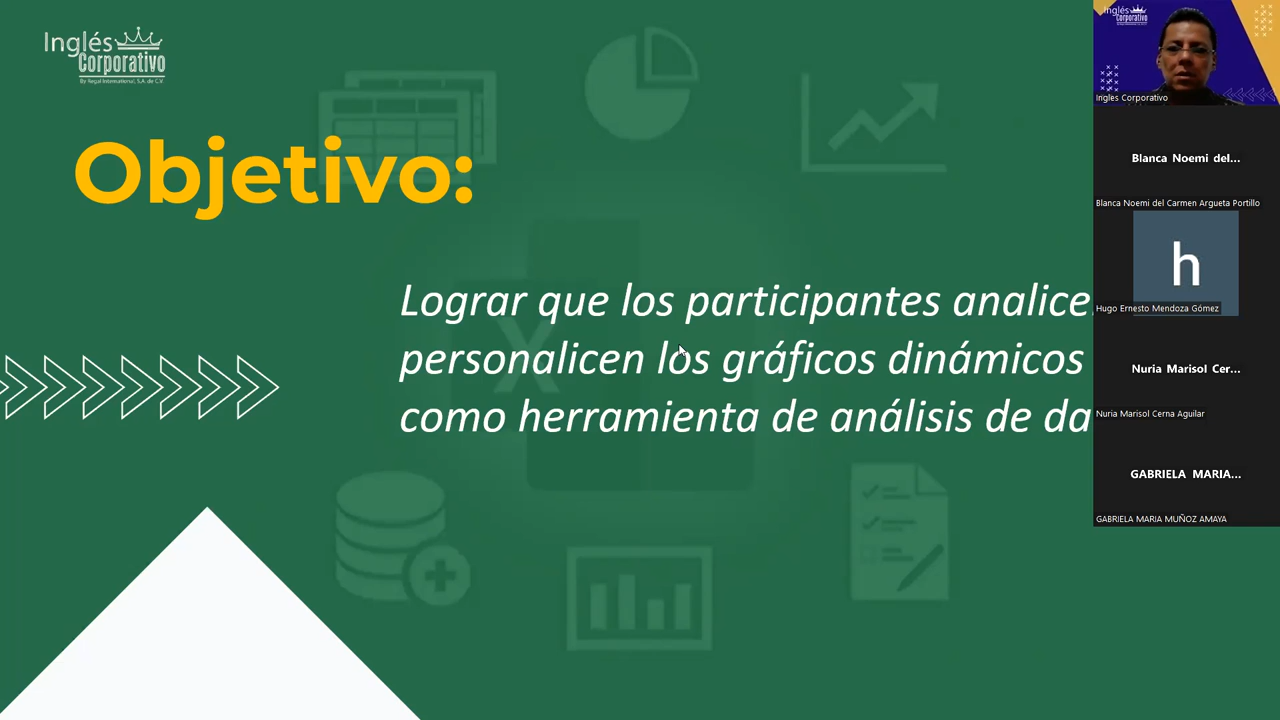 Inglés
Corporativo
By Regal International, S.A. de C.V.
Objetivo:
Lograr que los participantes analice
personalicen los gráficos dinámicos
como herramienta de análisis de da
Inglés
Corporativo
Ingles Corporativo
Blanca Noemi del...
Blanca Noemi del Carmen Argueta Portillo
h
Hugo Ernesto Mendoza Gómez
Nuria Marisol Cer...
Nuria Marisol Cerna Aguilar
GABRIELA MARIA...
GABRIELA MARIA MUÑOZ AMAYA
X